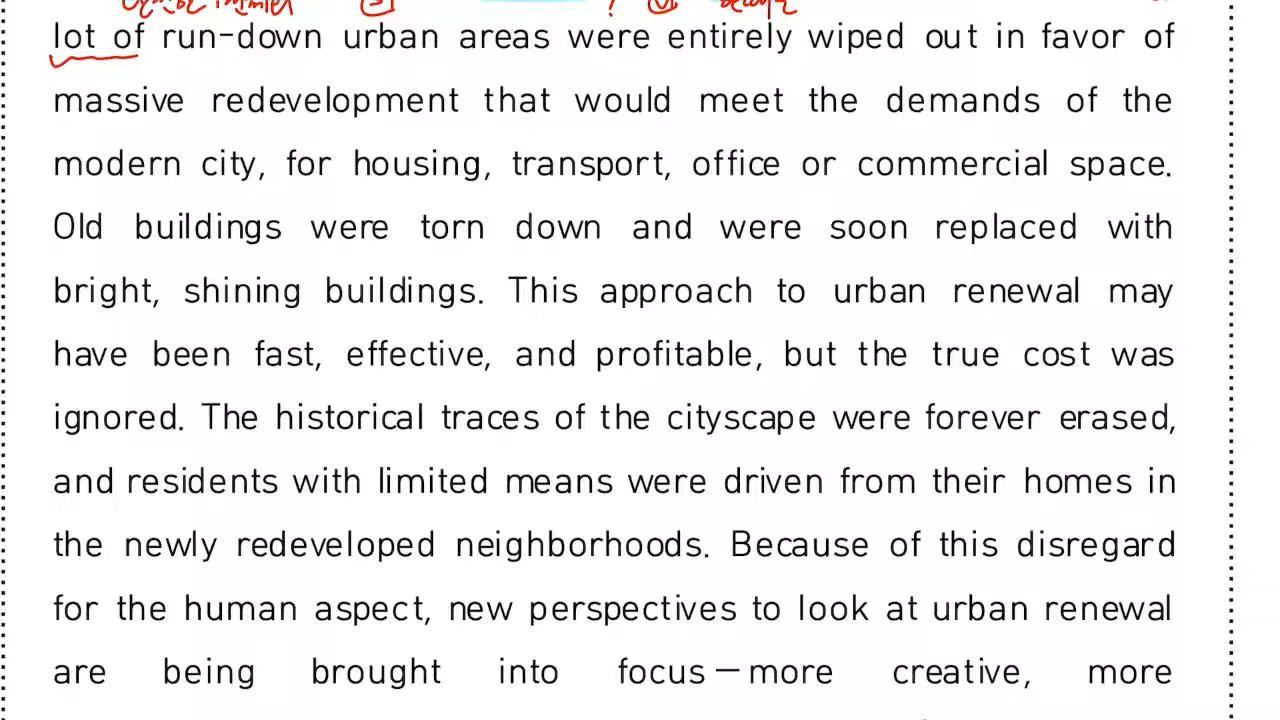 lot of run-down urban areas were entirely wiped out in favor of
massive redevelopment that would meet the demands of the
modern city, for housing, transport, office or commercial space.
Old buildings were torn down and were soon replaced with
bright, shining buildings. This approach to urban renewal may
have been fast, effective, and profitable, but the true cost was
ignored. The historical traces of the cityscape were forever erased,
and residents with limited means were driven from their homes in
the newly redeveloped neighborhoods. Because of this disregard
for the human aspect, new perspectives to look at urban renewal
are being brought into focus—more creative, more